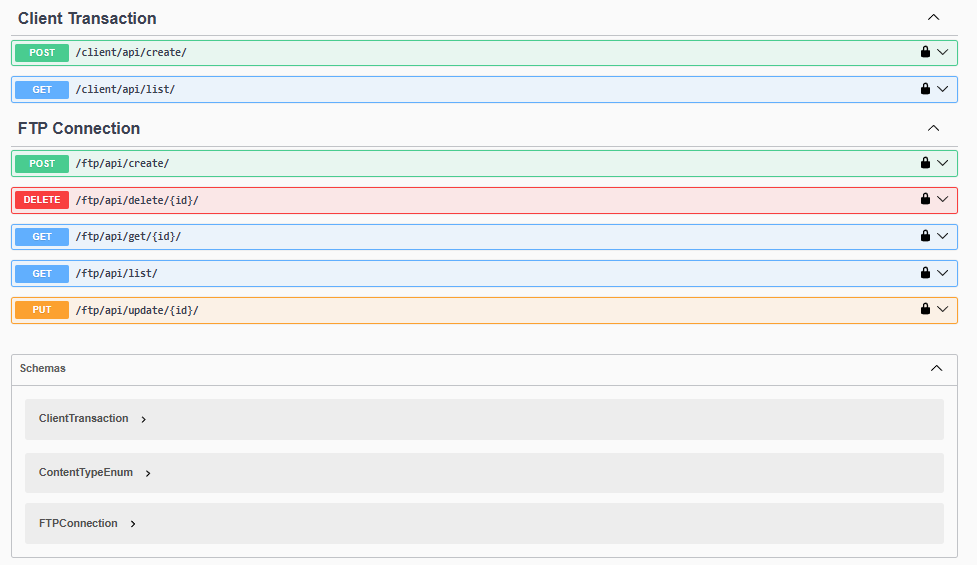 Client Transaction
POST /client/api/create/
GET /client/api/list/
FTP Connection
POST /ftp/api/create/
DELETE /ftp/api/delete/{id}/
GET /ftp/api/get/{id}/
GET /ftp/api/list/
PUT /ftp/api/update/{id}/
Schemas
ClientTransaction
ContentTypeEnum
FTPConnection